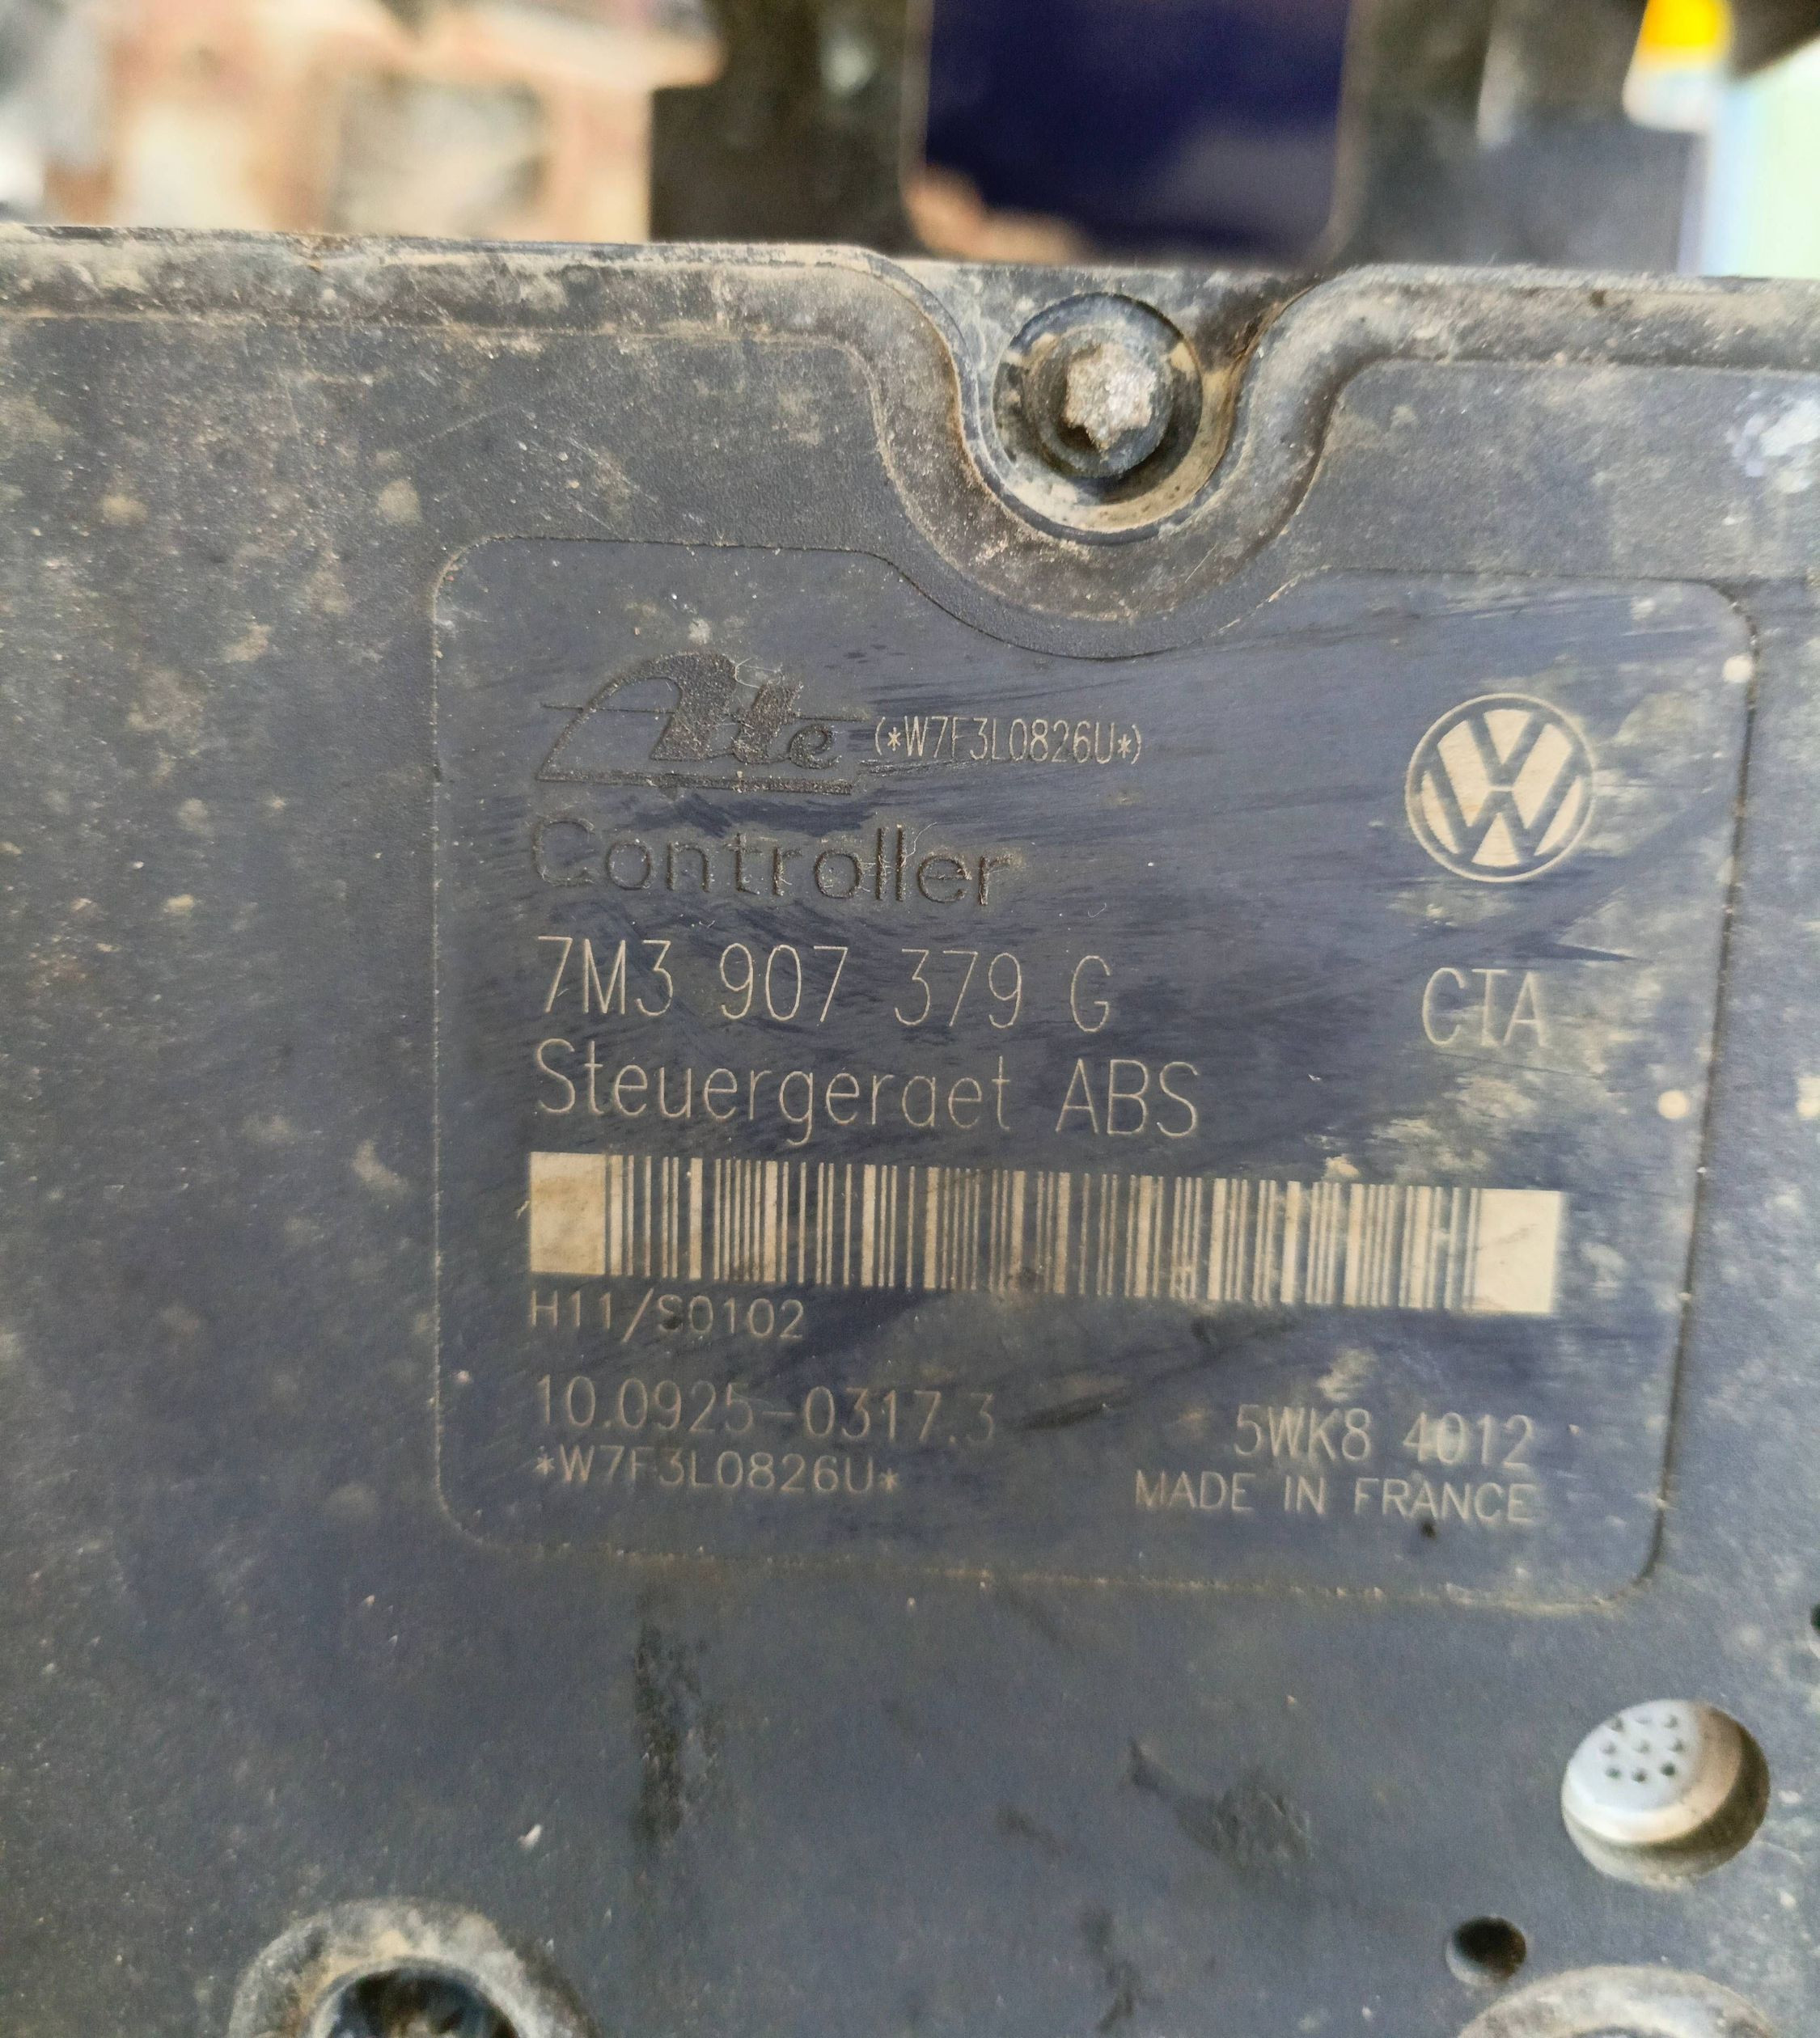 Ate (*W7F3L0826U*)
Controller
7M3 907 379 G CTA
Steuergeraet ABS
H11/S0102
10.0925-0317.3 5WK8 4012
*W7F3L0826U* MADE IN FRANCE